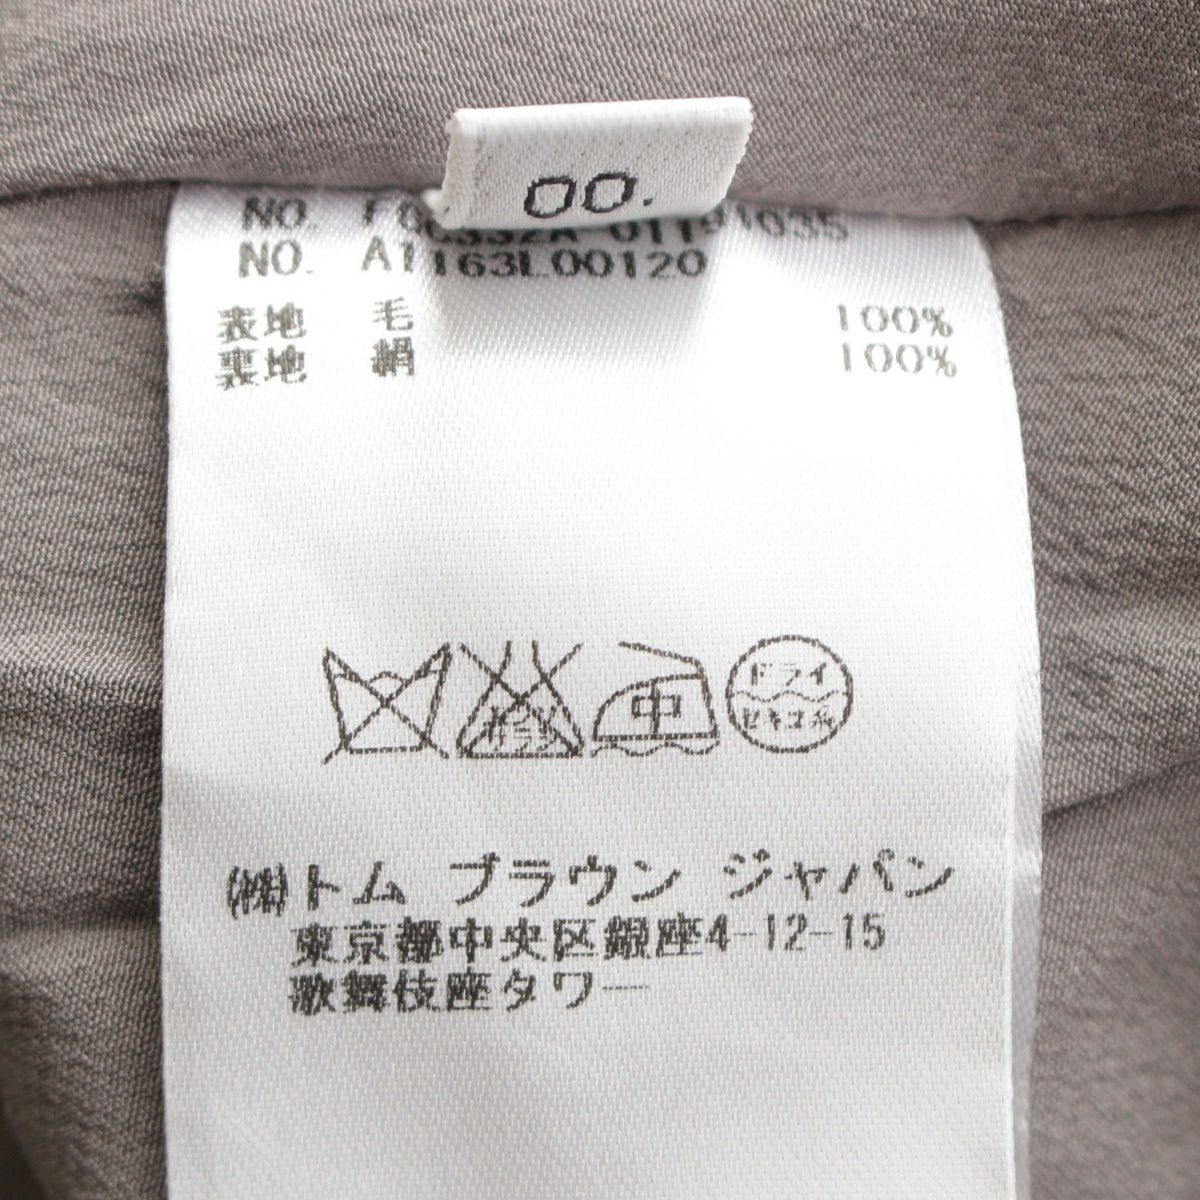 00.
NO.
NO. A1163L00120
表地 毛 100%
裏地 絹 100%
中
ドライ
セキユ系
(株)トム ブラウン ジャパン
東京都中央区銀座4-12-15
歌舞伎座タワー